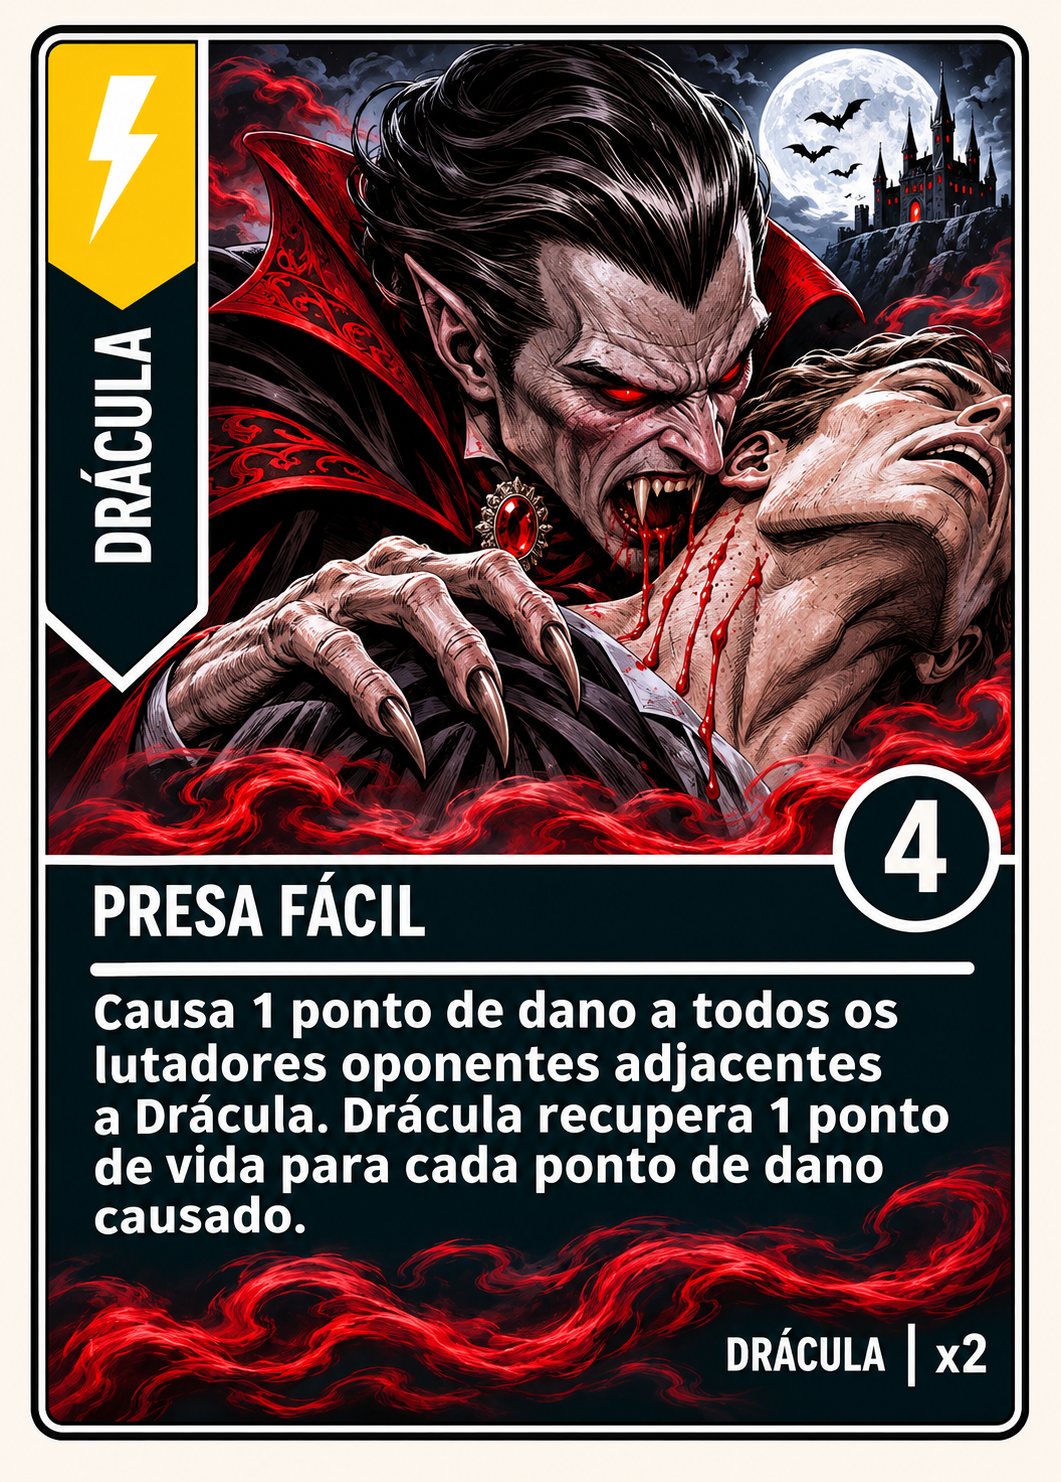 DRÁCULA
4
PRESA FÁCIL
Causa 1 ponto de dano a todos os
lutadores oponentes adjacentes
a Drácula. Drácula recupera 1 ponto
de vida para cada ponto de dano
causado.
DRÁCULA | x2